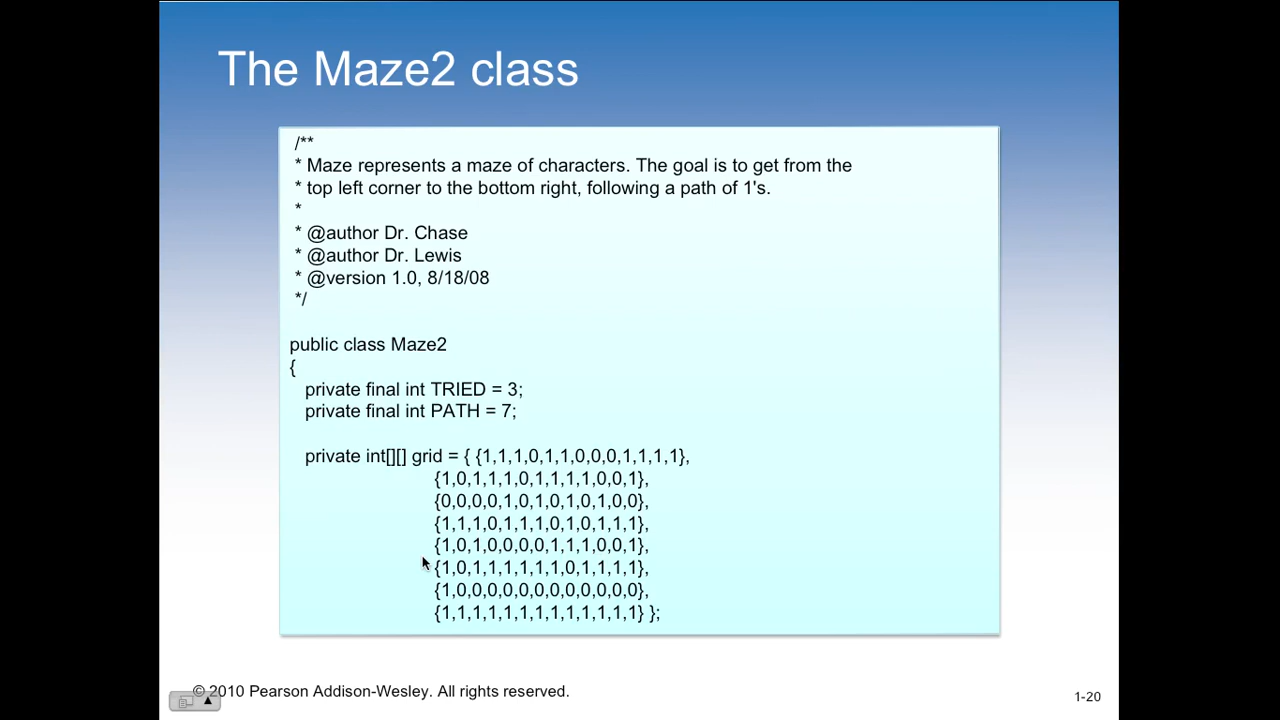 The Maze2 class
/**
* Maze represents a maze of characters. The goal is to get from the
* top left corner to the bottom right, following a path of 1's.
*
* @author Dr. Chase
* @author Dr. Lewis
* @version 1.0, 8/18/08
*/
public class Maze2
{
private final int TRIED = 3;
private final int PATH = 7;
private int[][] grid = { {1,1,1,0,1,1,0,0,0,1,1,1,1},
{1,0,1,1,1,0,1,1,1,1,0,0,1},
{0,0,0,0,1,0,1,0,1,0,1,0,0},
{1,1,1,0,1,1,1,0,1,0,1,1,1},
{1,0,1,0,0,0,0,1,1,1,0,0,1},
{1,0,1,1,1,1,1,1,0,1,1,1,1},
{1,0,0,0,0,0,0,0,0,0,0,0,0},
{1,1,1,1,1,1,1,1,1,1,1,1,1} };
© 2010 Pearson Addison-Wesley. All rights reserved.
1-20